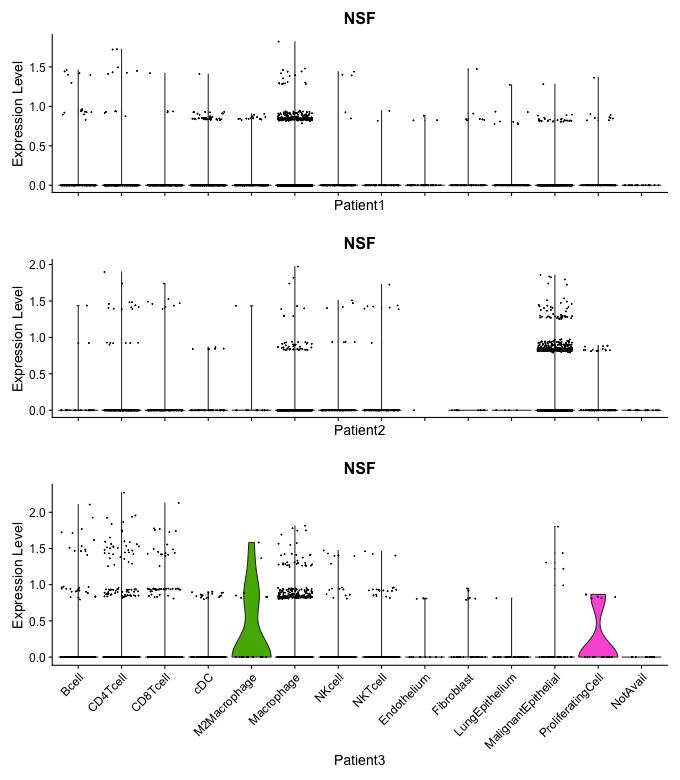 NSF
Expression Level
1.5
1.0
0.5
0.0
Patient1
NSF
Expression Level
2.0
1.5
1.0
0.5
0.0
Patient2
NSF
Expression Level
2.0
1.5
1.0
0.5
0.0
Bcell
CD4Tcell
CD8Tcell
cDC
M2Macrophage
Macrophage
NKcell
NKTcell
Endothelium
Fibroblast
LungEpithelium
MalignantEpithelial
ProliferatingCell
NotAvail
Patient3